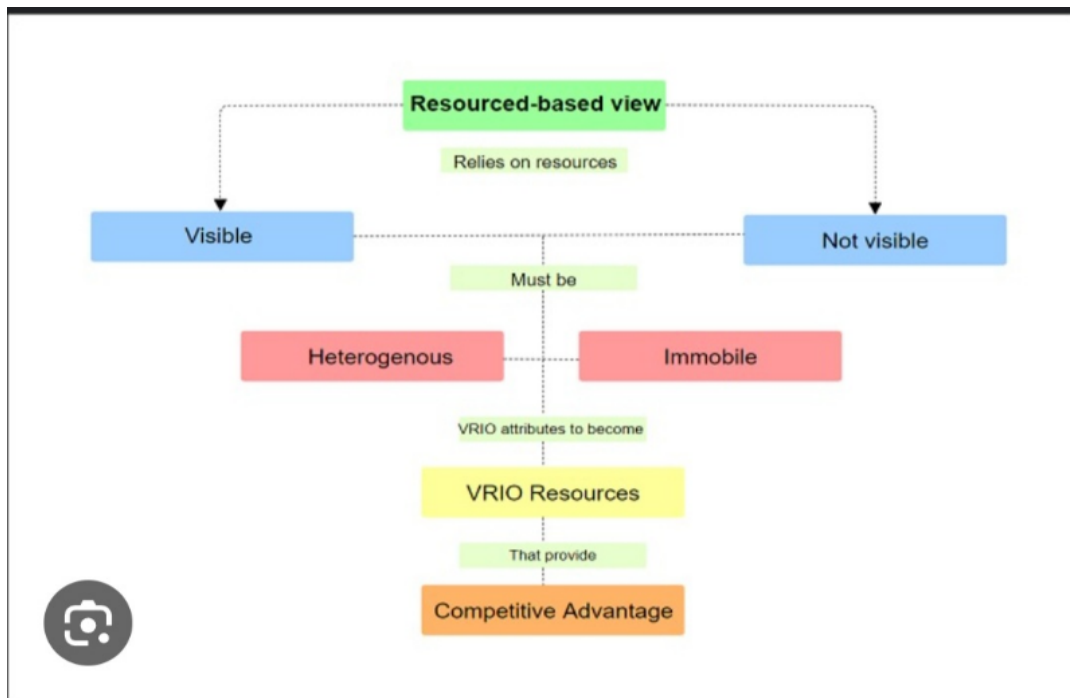 Resourced-based view
Relies on resources
Visible
Not visible
Must be
Heterogenous
Immobile
VRIO attributes to become
VRIO Resources
That provide
Competitive Advantage